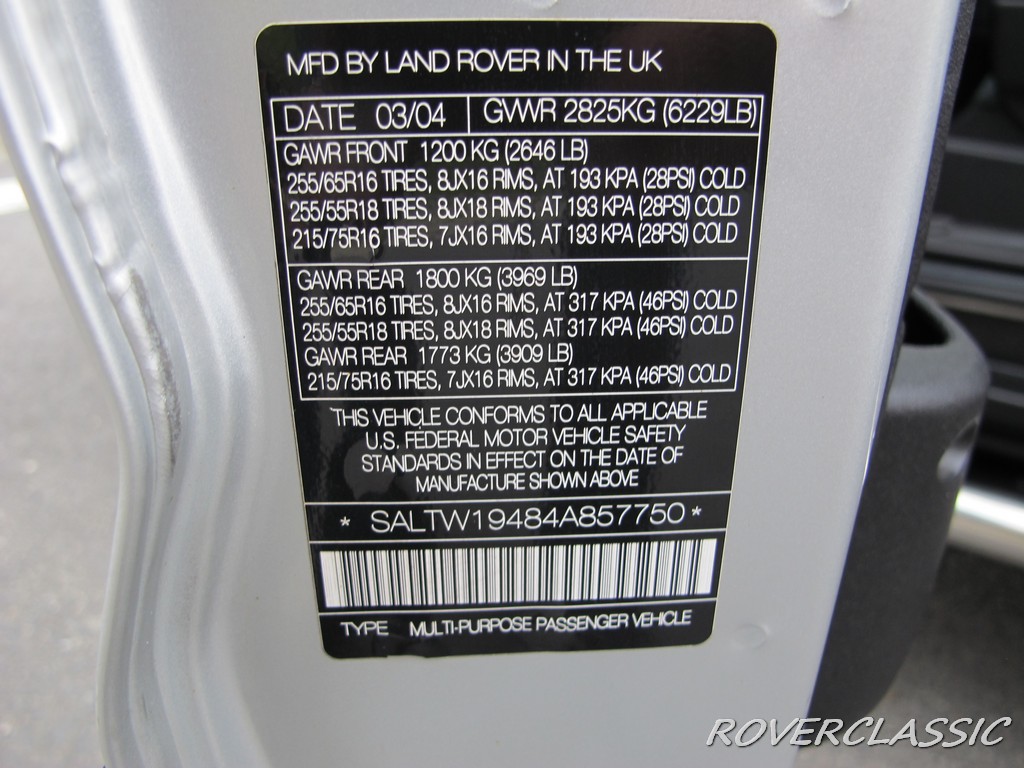 MFD BY LAND ROVER IN THE UK
DATE 03/04 GWWR 2825KG (6229LB)
GAWR FRONT 1200 KG (2646 LB)
255/65R16 TIRES, 8JX16 RIMS, AT 193 KPA (28PSI) COLD
255/55R18 TIRES, 8JX18 RIMS, AT 193 KPA (28PSI) COLD
215/75R16 TIRES, 7JX16 RIMS, AT 193 KPA (28PSI) COLD
GAWR REAR 1800 KG (3969 LB)
255/65R16 TIRES, 8JX16 RIMS, AT 317 KPA (46PSI) COLD
255/55R18 TIRES, 8JX18 RIMS, AT 317 KPA (46PSI) COLD
GAWR REAR 1773 KG (3909 LB)
215/75R16 TIRES, 7JX16 RIMS, AT 317 KPA (46PSI) COLD
THIS VEHICLE CONFORMS TO ALL APPLICABLE
U.S. FEDERAL MOTOR VEHICLE SAFETY
STANDARDS IN EFFECT ON THE DATE OF
MANUFACTURE SHOWN ABOVE
* SALTW19484A857750 *
TYPE MULTI-PURPOSE PASSENGER VEHICLE
ROVERCLASSIC